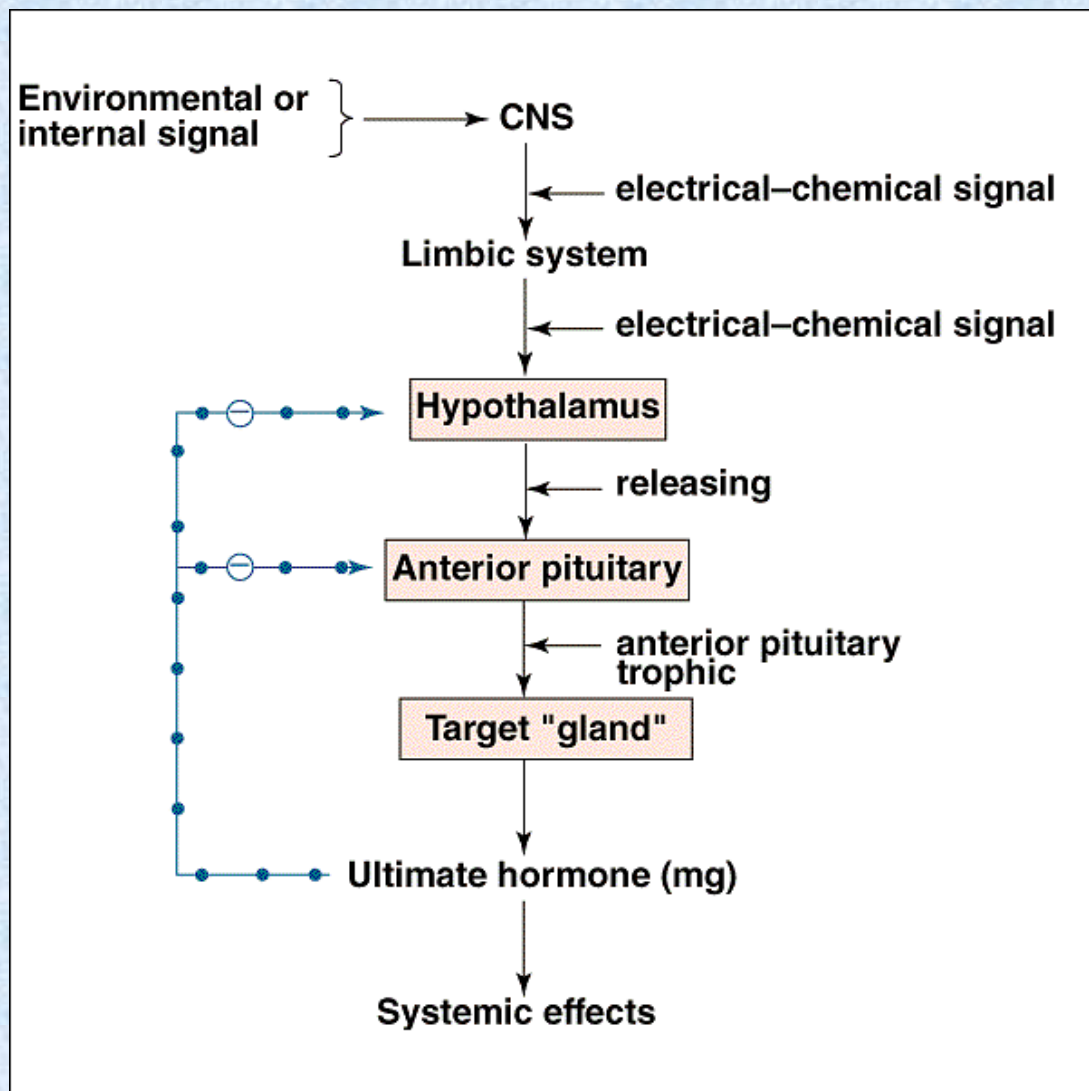 Environmental or
internal signal
CNS
electrical–chemical signal
Limbic system
electrical–chemical signal
Hypothalamus
releasing
Anterior pituitary
anterior pituitary
trophic
Target "gland"
Ultimate hormone (mg)
Systemic effects